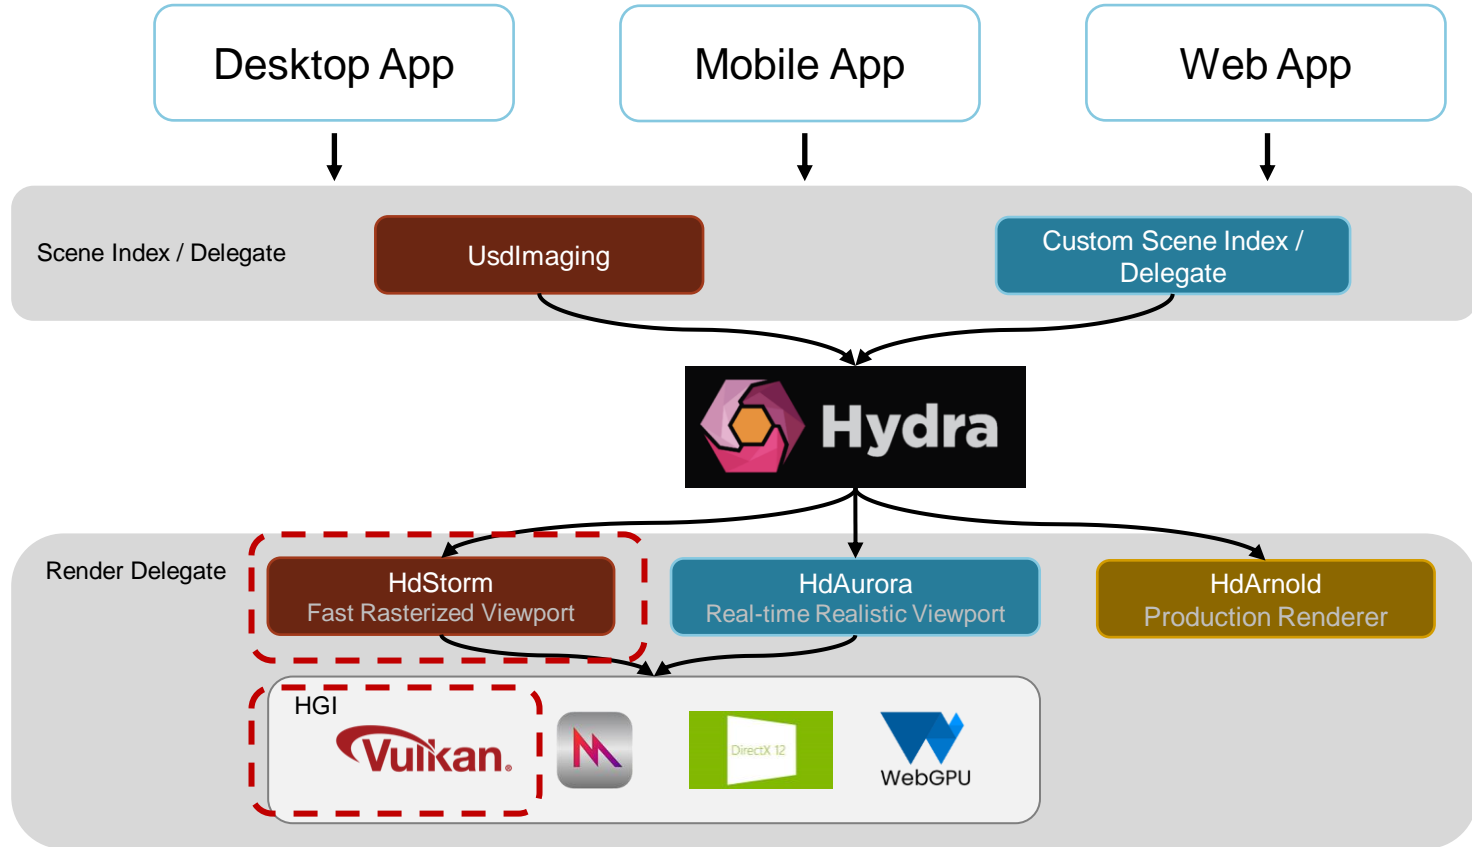 Desktop App
Mobile App
Web App
Scene Index / Delegate
UsdImaging
Custom Scene Index /
Delegate
Hydra
Render Delegate
HdStorm
Fast Rasterized Viewport
HdAurora
Real-time Realistic Viewport
HdArnold
Production Renderer
HGI
Vulkan.
DirectX 12
WebGPU